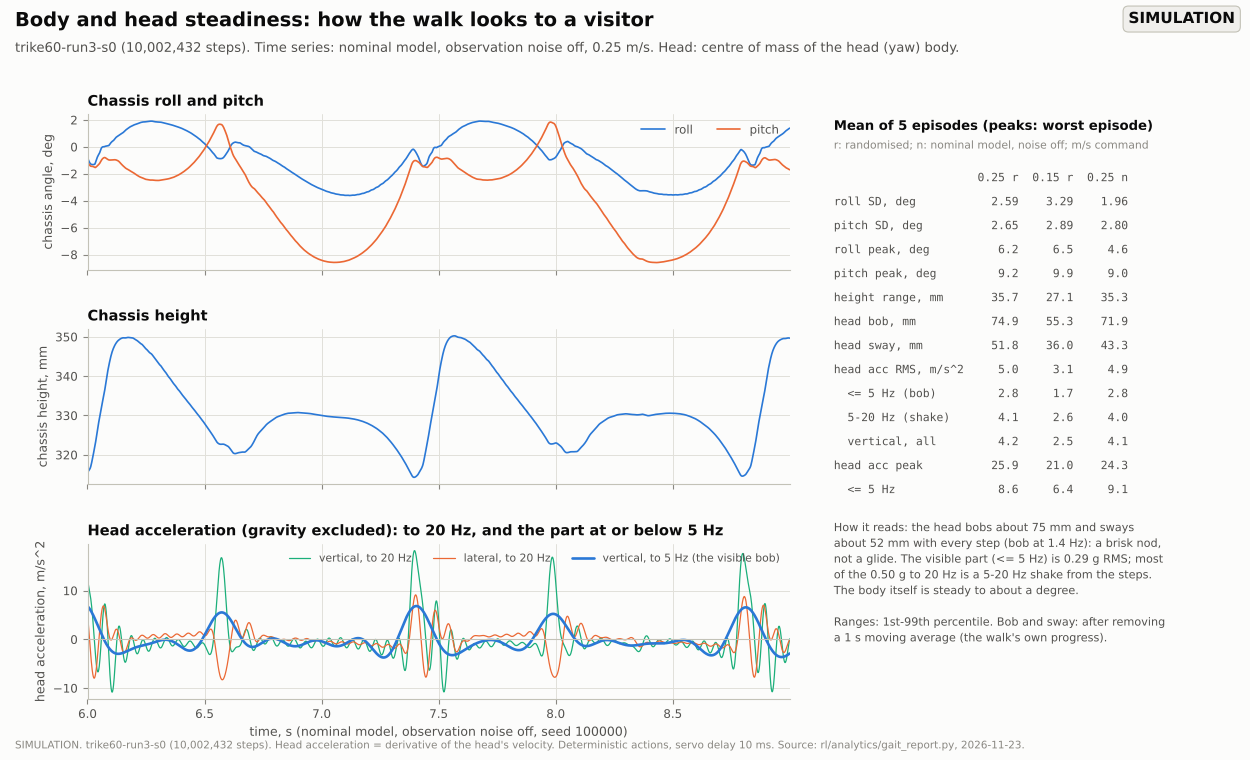 Body and head steadiness: how the walk looks to a visitor
SIMULATION
trike60-run3-s0 (10,002,432 steps). Time series: nominal model, observation noise off, 0.25 m/s. Head: centre of mass of the head (yaw) body.
Chassis roll and pitch
roll
pitch
chassis angle, deg
2
0
−2
−4
−6
−8
Chassis height
chassis height, mm
350
340
330
320
Head acceleration (gravity excluded): to 20 Hz, and the part at or below 5 Hz
vertical, to 20 Hz
lateral, to 20 Hz
vertical, to 5 Hz (the visible bob)
head acceleration, m/s^2
10
0
−10
6.0 6.5 7.0 7.5 8.0 8.5
time, s (nominal model, observation noise off, seed 100000)
Mean of 5 episodes (peaks: worst episode)
r: randomised; n: nominal model, noise off; m/s command
0.25 r 0.15 r 0.25 n
roll SD, deg 2.59 3.29 1.96
pitch SD, deg 2.65 2.89 2.80
roll peak, deg 6.2 6.5 4.6
pitch peak, deg 9.2 9.9 9.0
height range, mm 35.7 27.1 35.3
head bob, mm 74.9 55.3 71.9
head sway, mm 51.8 36.0 43.3
head acc RMS, m/s^2 5.0 3.1 4.9
<= 5 Hz (bob) 2.8 1.7 2.8
5-20 Hz (shake) 4.1 2.6 4.0
vertical, all 4.2 2.5 4.1
head acc peak 25.9 21.0 24.3
<= 5 Hz 8.6 6.4 9.1
How it reads: the head bobs about 75 mm and sways
about 52 mm with every step (bob at 1.4 Hz): a brisk nod,
not a glide. The visible part (<= 5 Hz) is 0.29 g RMS; most
of the 0.50 g to 20 Hz is a 5-20 Hz shake from the steps.
The body itself is steady to about a degree.
Ranges: 1st-99th percentile. Bob and sway: after removing
a 1 s moving average (the walk's own progress).
SIMULATION. trike60-run3-s0 (10,002,432 steps). Head acceleration = derivative of the head's velocity. Deterministic actions, servo delay 10 ms. Source: rl/analytics/gait_report.py, 2026-11-23.